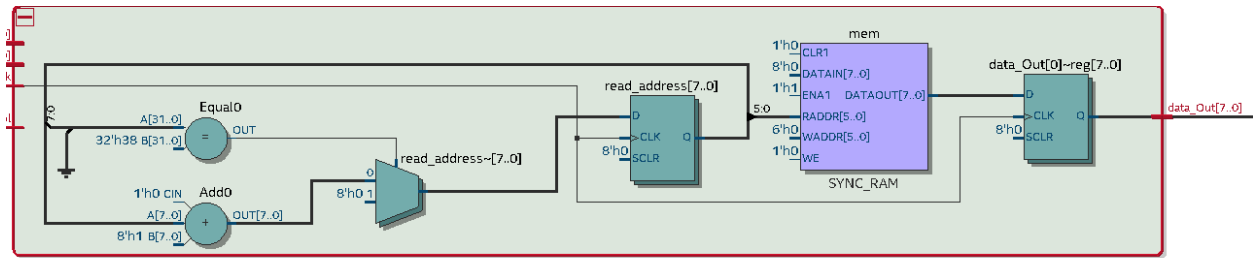 mem
1'h0 CLR1
8'h0 DATAIN[7..0]
1'h1 ENA1 DATAOUT[7..0]
RADDR[5..0]
6'h0 WADDR[5..0]
1'h0 WE
SYNC_RAM
data_Out[0]~reg[7..0]
D
CLK Q
8'h0 SCLR
data_Out[7..0]
read_address[7..0]
D
CLK Q
8'h0 SCLR
5:0
7:0
Equal0
A[31..0]
= OUT
32'h38 B[31..0]
read_address~[7..0]
0
8'h0 1
Add0
1'h0 CIN
A[7..0] + OUT[7..0]
8'h1 B[7..0]
k